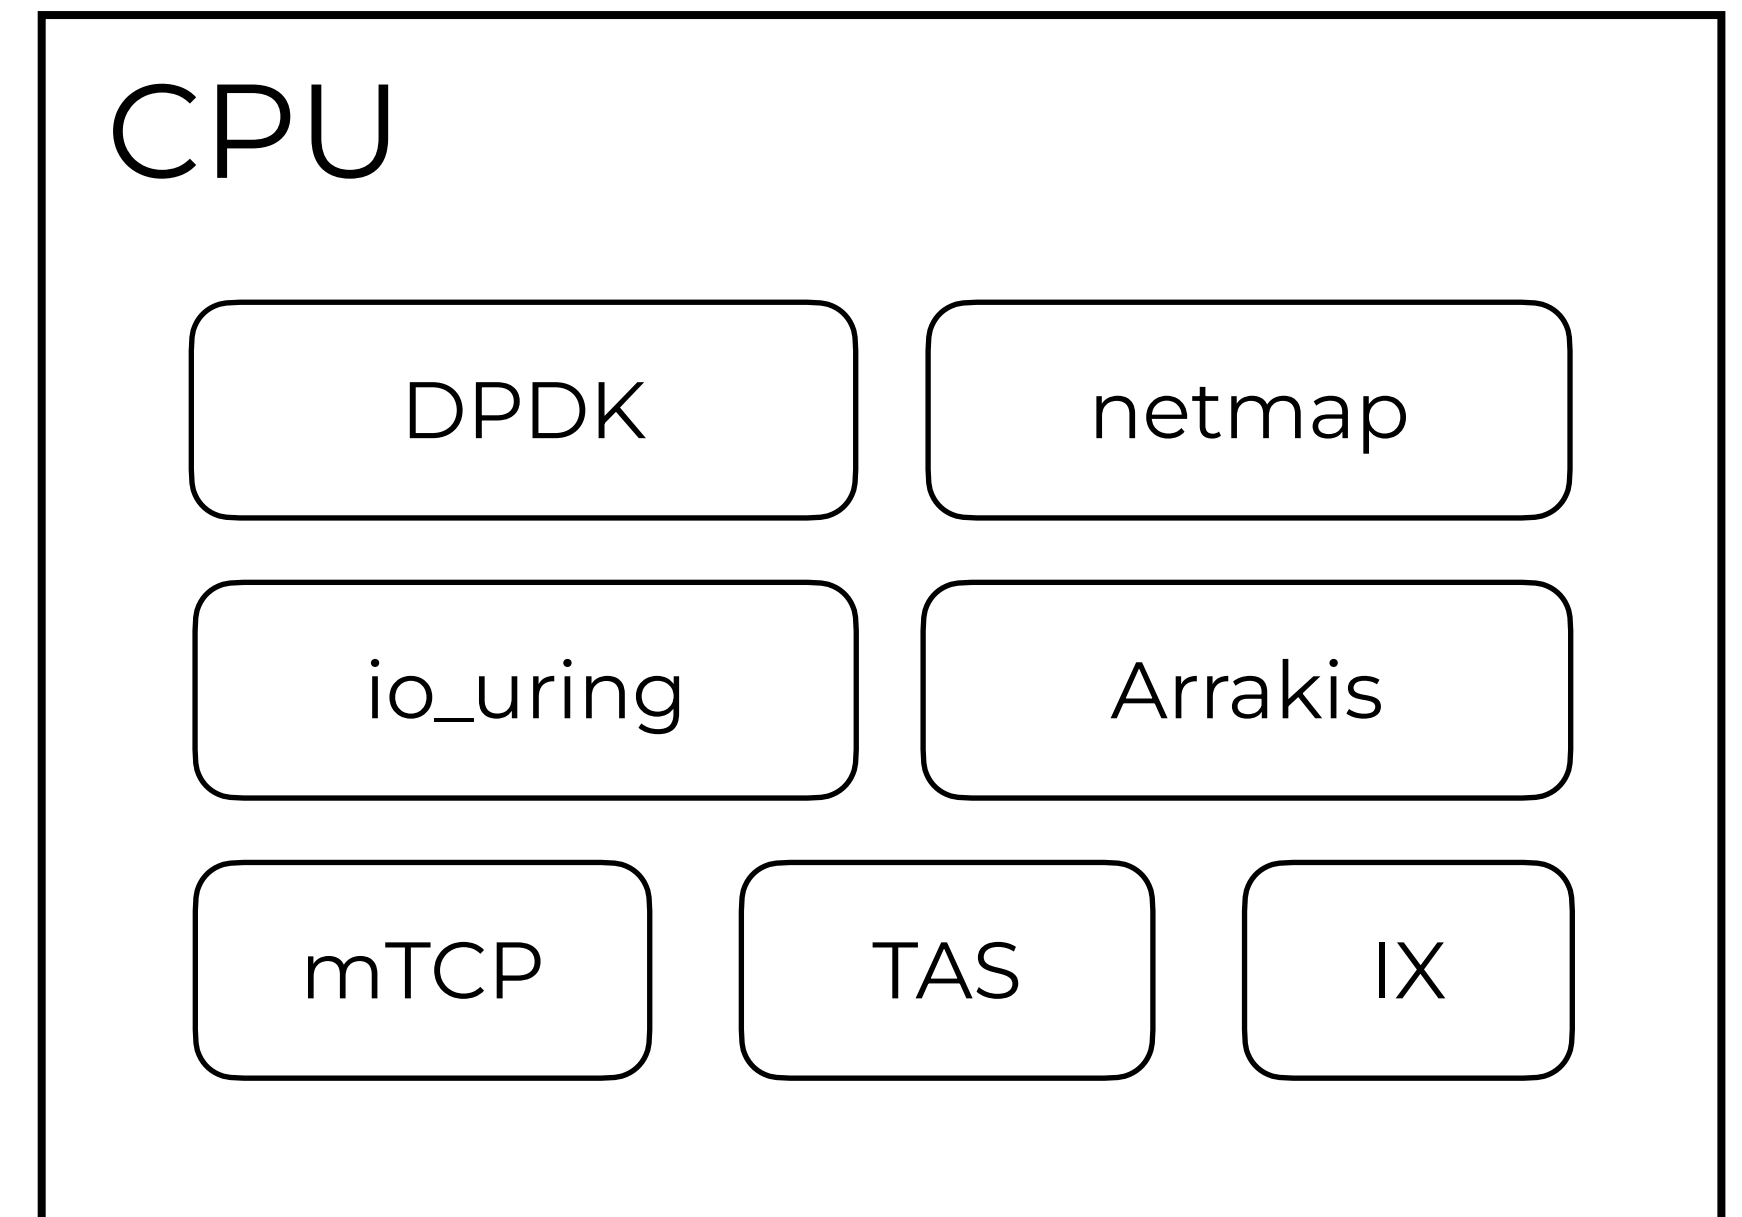 CPU
DPDK netmap
io_uring Arrakis
mTCP TAS IX